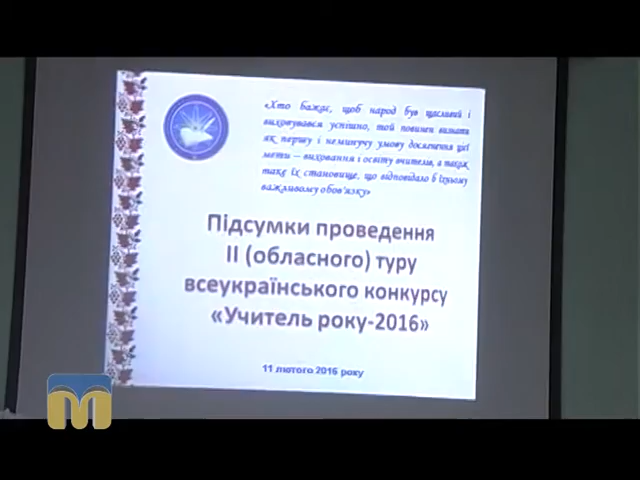 «Хто бажає, щоб народ був щасливий і
виховувався успішно, той повинен визнати
як першу і неминучу умову досягнення цієї
мети – виховання і освіту вчителів, а також
таке їх становище, що відповідало б їхньому
важливому обов'язку»
Підсумки проведення
ІІ (обласного) туру
всеукраїнського конкурсу
«Учитель року-2016»
11 лютого 2016 року